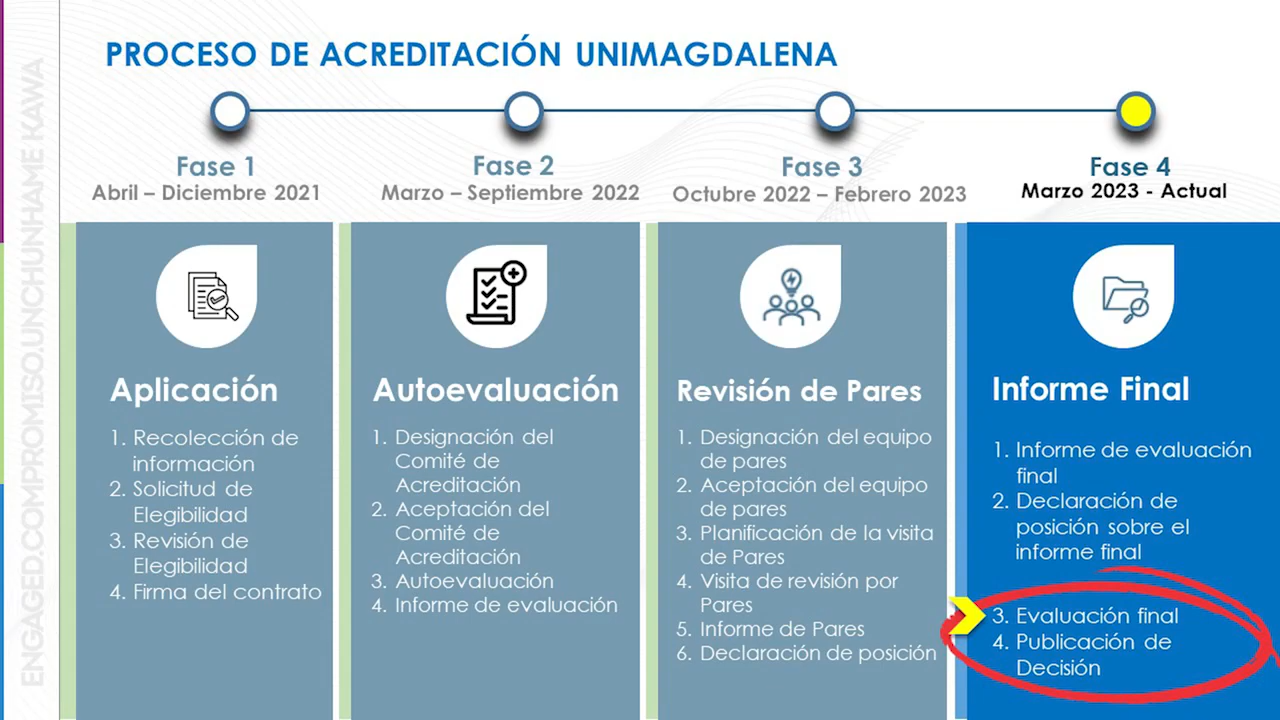 PROCESO DE ACREDITACIÓN UNIMAGDALENA
Fase 1
Abril – Diciembre 2021
Fase 2
Marzo – Septiembre 2022
Fase 3
Octubre 2022 – Febrero 2023
Fase 4
Marzo 2023 - Actual
Aplicación
1. Recolección de
información
2. Solicitud de
Elegibilidad
3. Revisión de
Elegibilidad
4. Firma del contrato
Autoevaluación
1. Designación del
Comité de
Acreditación
2. Aceptación del
Comité de
Acreditación
3. Autoevaluación
4. Informe de evaluación
Revisión de Pares
1. Designación del equipo
de pares
2. Aceptación del equipo
de pares
3. Planificación de la visita
de Pares
4. Visita de revisión por
Pares
5. Informe de Pares
6. Declaración de posición
Informe Final
1. Informe de evaluación
final
2. Declaración de
posición sobre el
informe final
3. Evaluación final
4. Publicación de
Decisión
ENGAGED.COMPROMISO.UNCHUNHAME KAWA